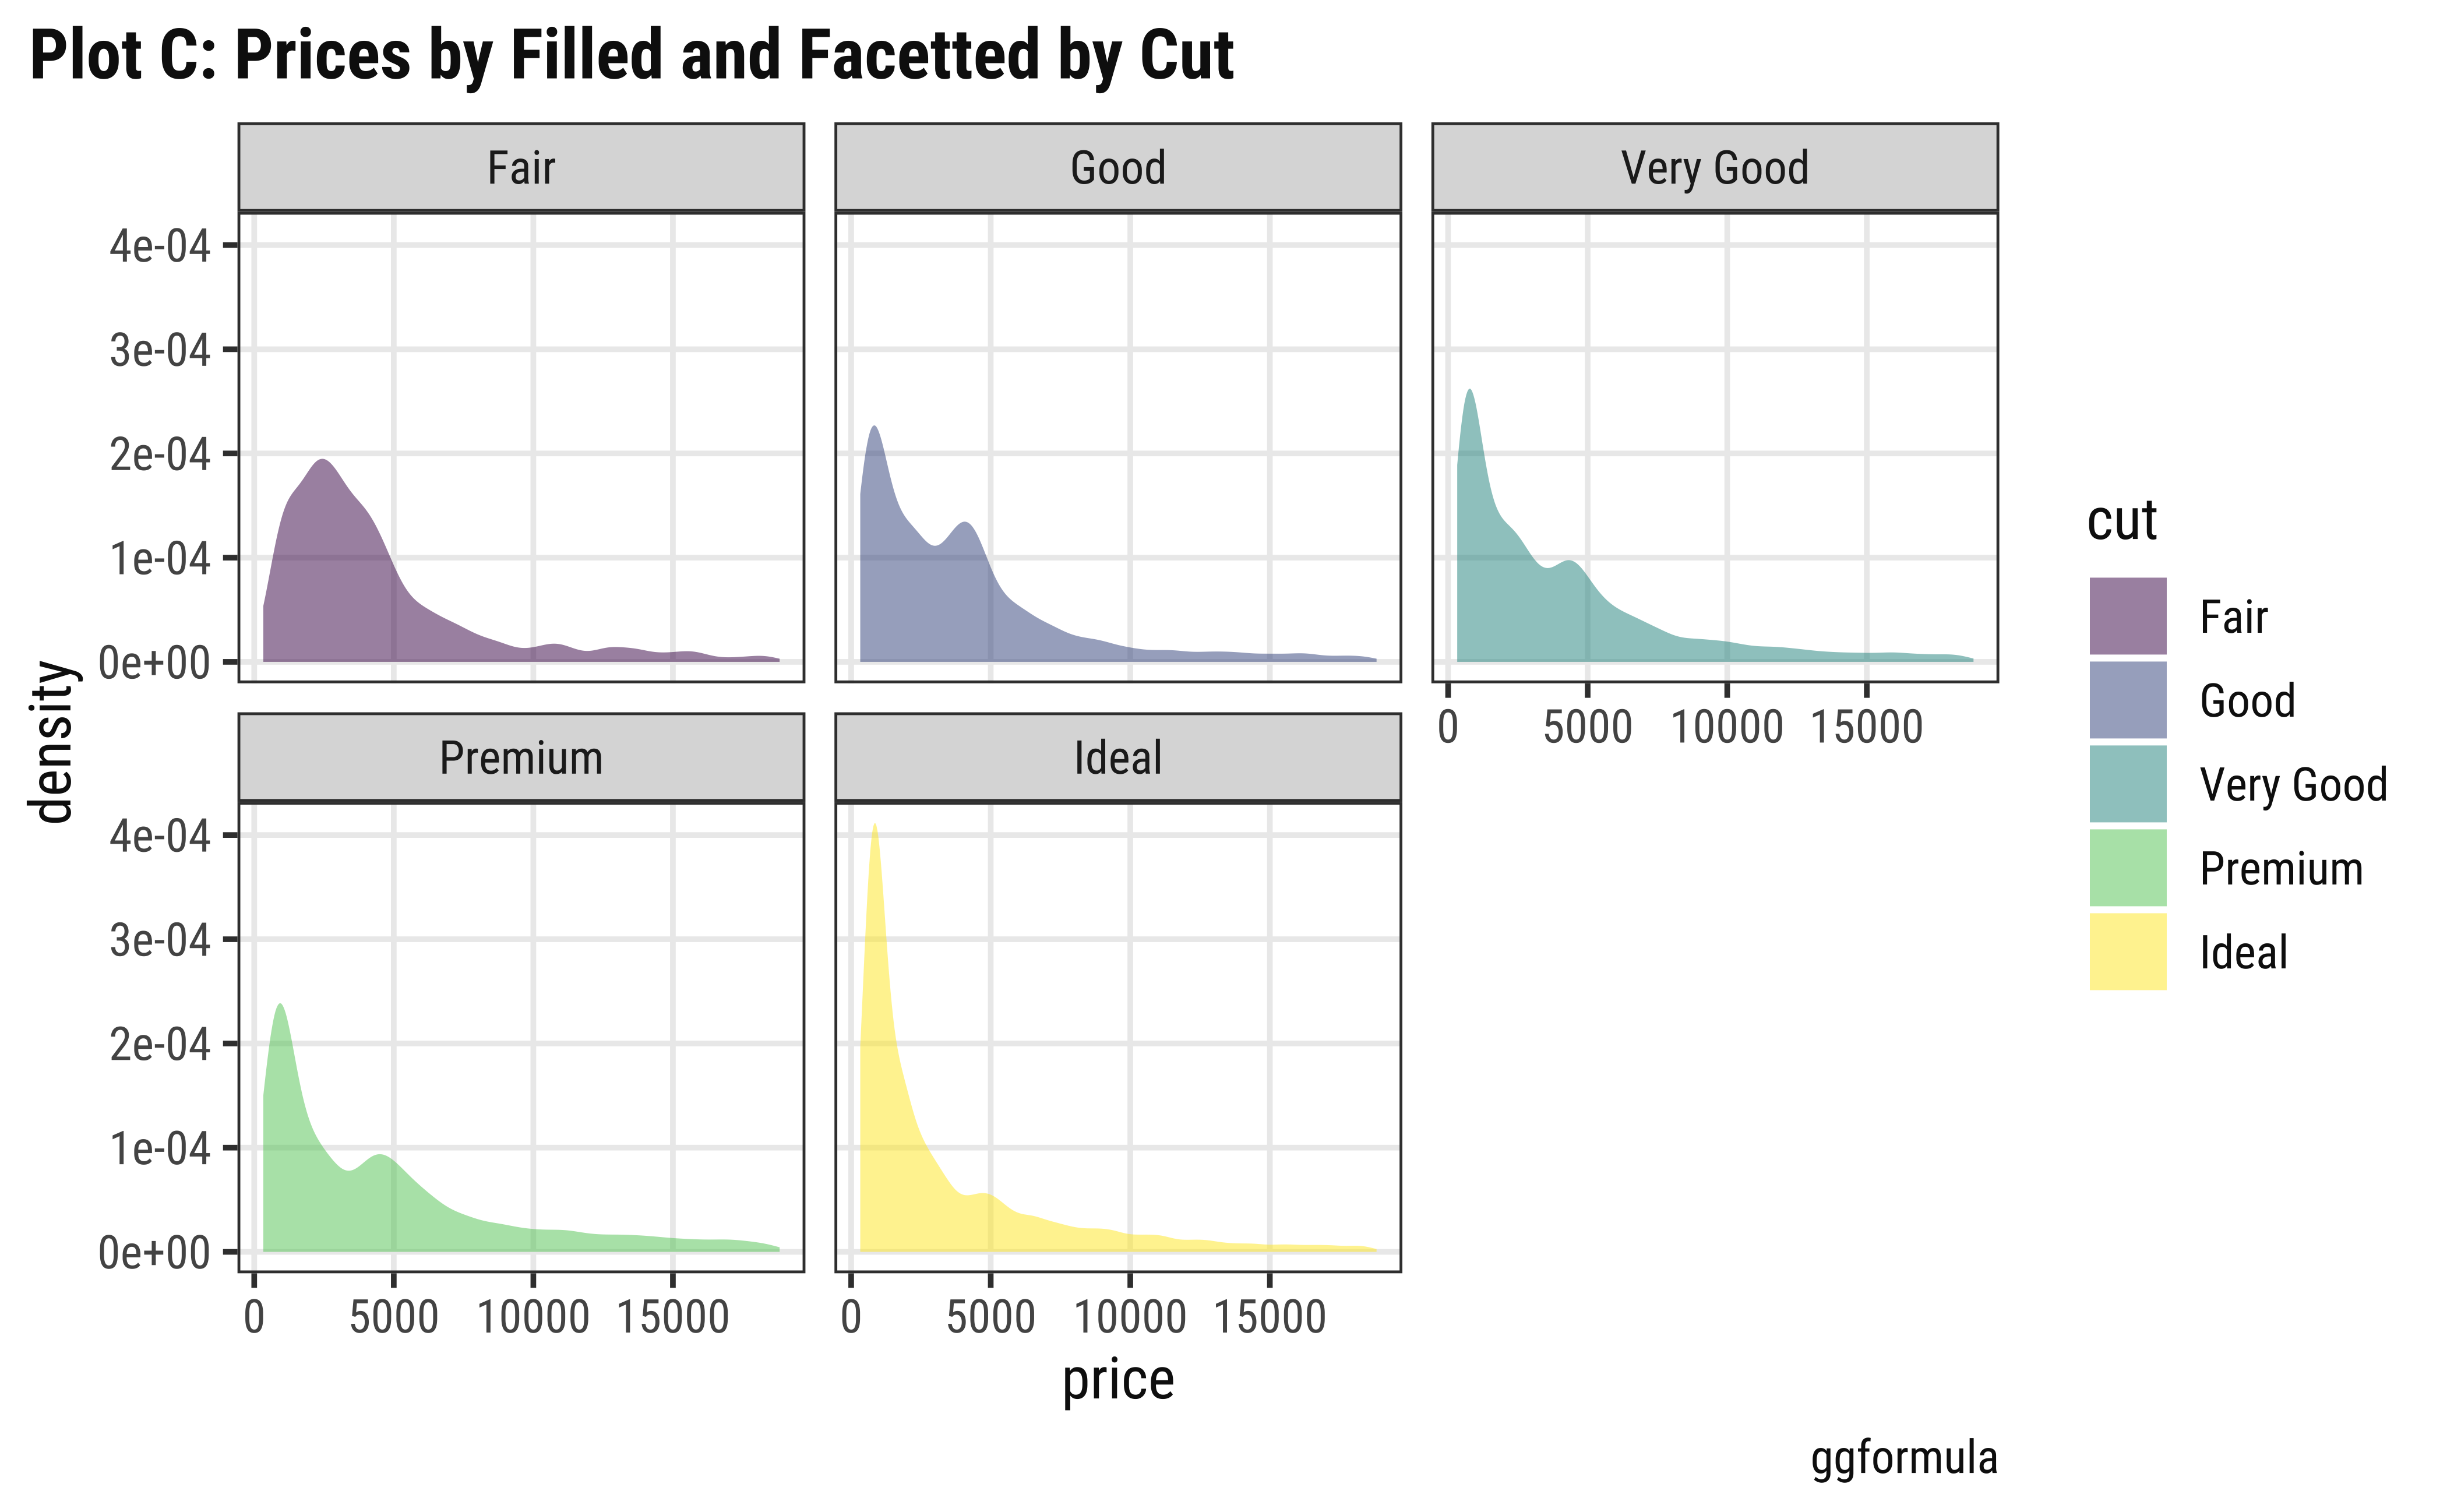 Plot C: Prices by Filled and Facetted by Cut
Fair
Good
Very Good
4e-04
3e-04
2e-04
1e-04
0e+00
0 5000 10000 15000
Premium
Ideal
4e-04
3e-04
2e-04
1e-04
0e+00
0 5000 10000 15000
0 5000 10000 15000
density
price
cut
Fair
Good
Very Good
Premium
Ideal
ggformula